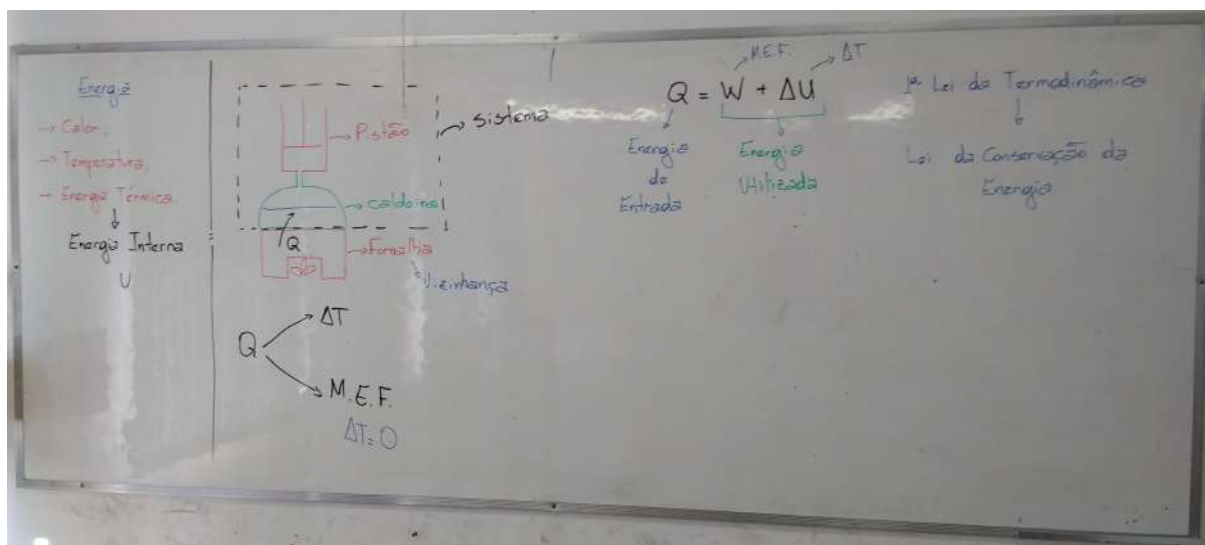 Energia
→ Calor,
→ Temperatura,
→ Energia Térmica.
Energia Interna
U
Pistão
sistema
caldeira
Q
Fornalha
Vizinhança
Q
ΔT
M.E.F.
ΔT=0
M.E.F.
ΔT
Q = W + ΔU
Energia
de
Entrada
Energia
Utilizada
1ª Lei da Termodinâmica
Lei da Conservação da
Energia